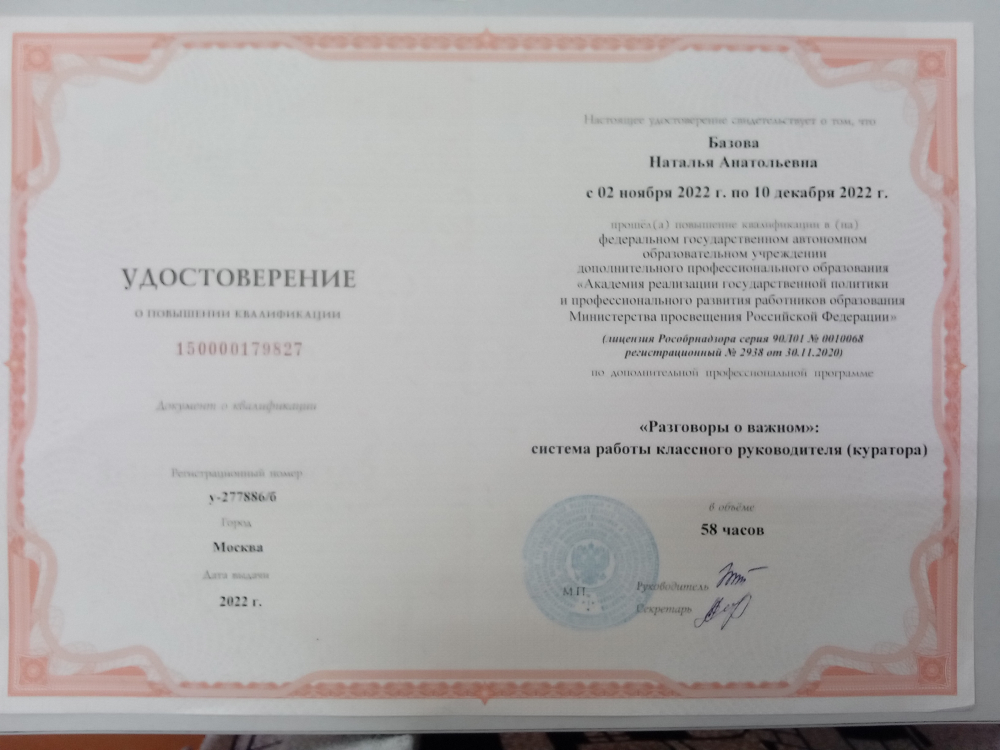 УДОСТОВЕРЕНИЕ
О ПОВЫШЕНИИ КВАЛИФИКАЦИИ
150000179827
Документ о квалификации
Регистрационный номер
у-277886/б
Город
Москва
Дата выдачи
2022 г.
Настоящее удостоверение свидетельствует о том, что
Базова
Наталья Анатольевна
с 02 ноября 2022 г. по 10 декабря 2022 г.
прошёл(а) повышение квалификации в (на)
федеральном государственном автономном
образовательном учреждении
дополнительного профессионального образования
«Академия реализации государственной политики
и профессионального развития работников образования
Министерства просвещения Российской Федерации»
(лицензия Рособрнадзора серия 90Л01 № 0010068
регистрационный № 2938 от 30.11.2020)
по дополнительной профессиональной программе
«Разговоры о важном»:
система работы классного руководителя (куратора)
в объёме
58 часов
М.П.
Руководитель
Секретарь